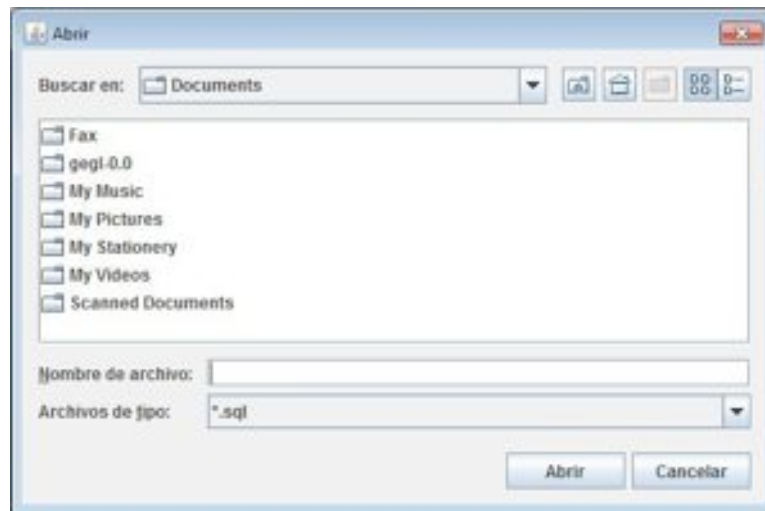 Abrir
Buscar en: Documents
Fax
gegl-0.0
My Music
My Pictures
My Stationery
My Videos
Scanned Documents
Nombre de archivo:
Archivos de tipo: *.sql
Abrir Cancelar